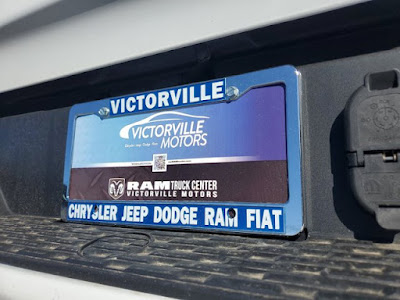 VICTORVILLE
VICTORVILLE
MOTORS
RAM TRUCK CENTER
VICTORVILLE MOTORS
CHRYSLER JEEP DODGE RAM FIAT